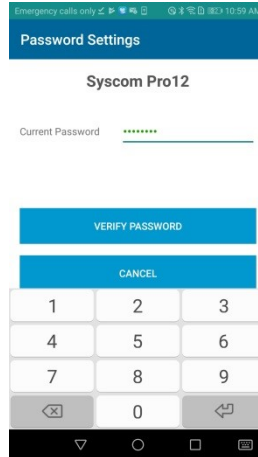 Emergency calls only 10:59 AM
Password Settings
Syscom Pro12
Current Password ••••••••
VERIFY PASSWORD
CANCEL
1 2 3
4 5 6
7 8 9
0